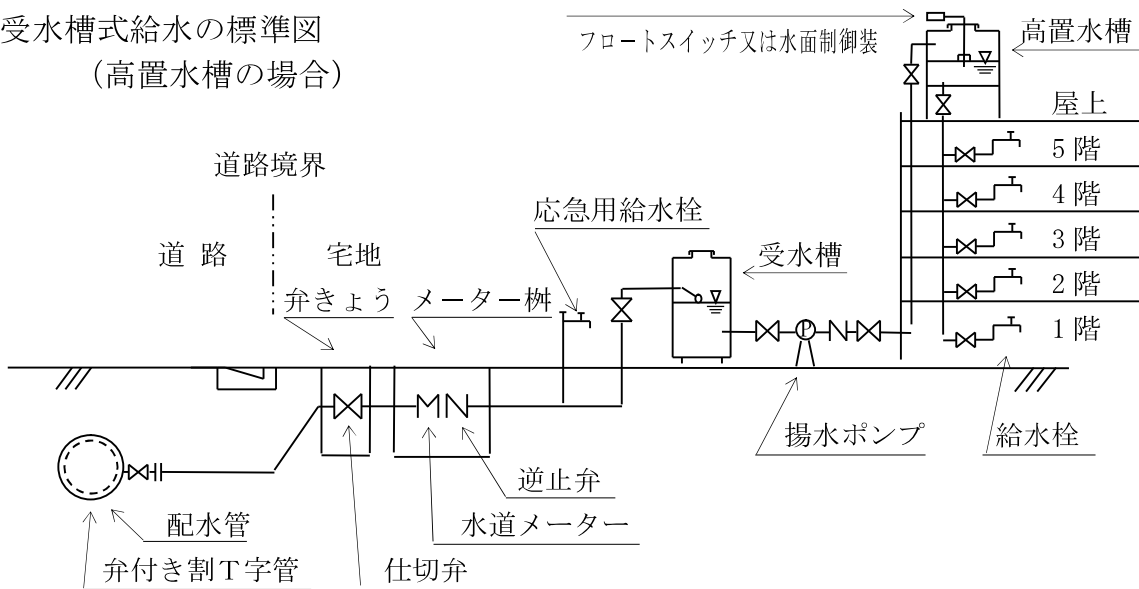 受水槽式給水の標準図
（高置水槽の場合）
フロートスイッチ又は水面制御装
高置水槽
屋上
5階
4階
3階
2階
1階
道路境界
道路
宅地
応急用給水栓
受水槽
弁きょう
メーター桝
P
揚水ポンプ
給水栓
逆止弁
水道メーター
配水管
弁付き割T字管
仕切弁